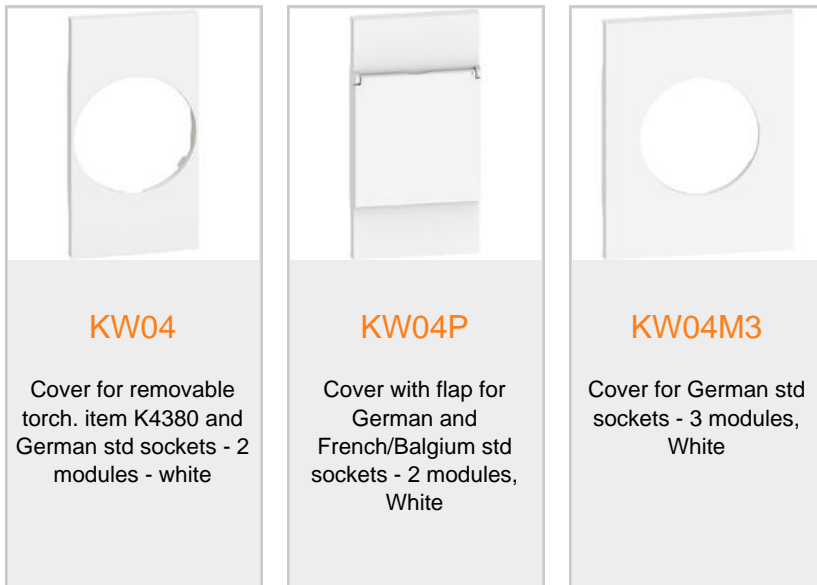 KW04
Cover for removable
torch. item K4380 and
German std sockets - 2
modules - white
KW04P
Cover with flap for
German and
French/Balgium std
sockets - 2 modules,
White
KW04M3
Cover for German std
sockets - 3 modules,
White